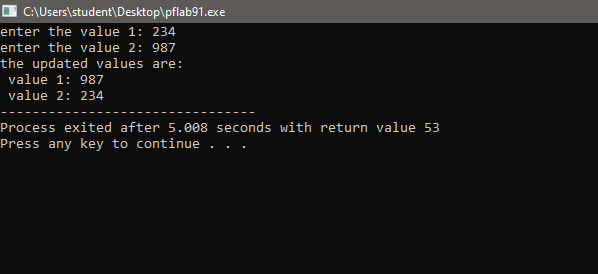 C:\Users\student\Desktop\pflab91.exe
enter the value 1: 234
enter the value 2: 987
the updated values are:
 value 1: 987
 value 2: 234
--------------------------------
Process exited after 5.008 seconds with return value 53
Press any key to continue . . .